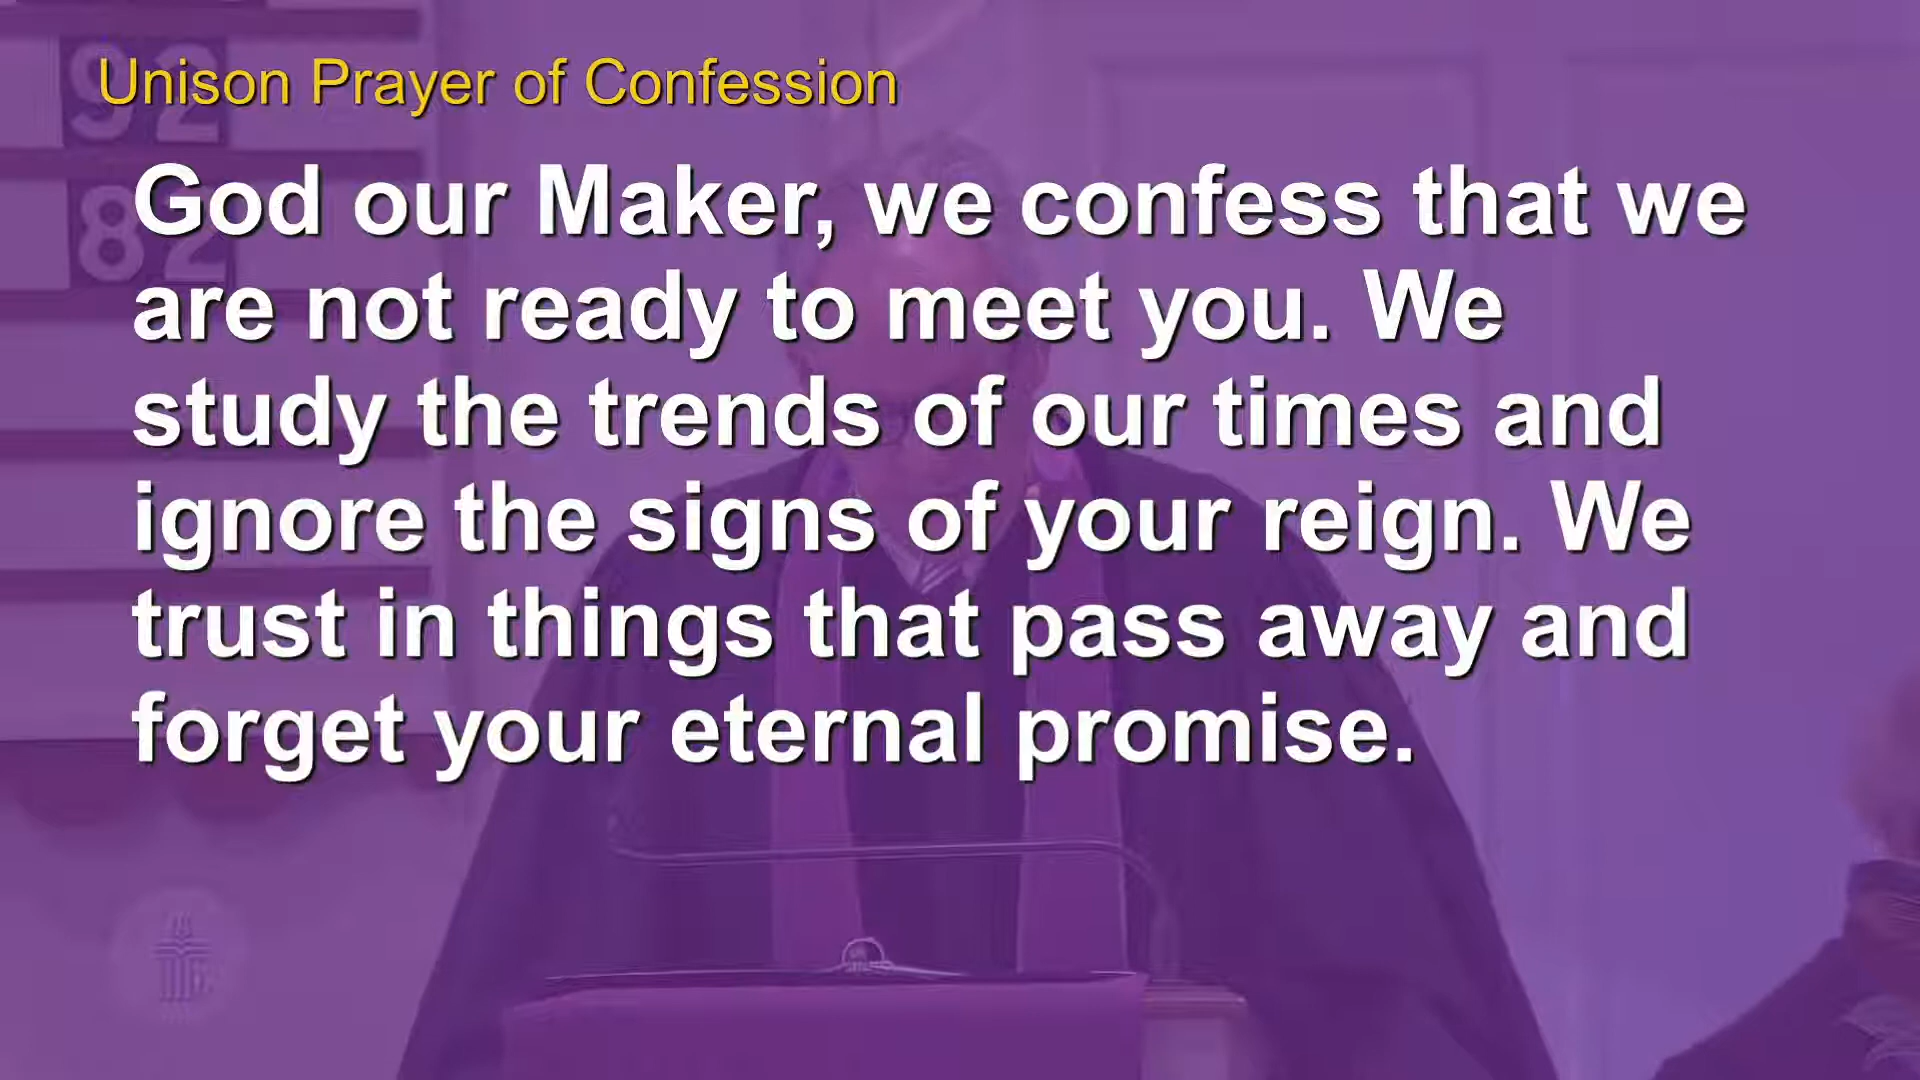 Unison Prayer of Confession
92
82
God our Maker, we confess that we
are not ready to meet you. We
study the trends of our times and
ignore the signs of your reign. We
trust in things that pass away and
forget your eternal promise.